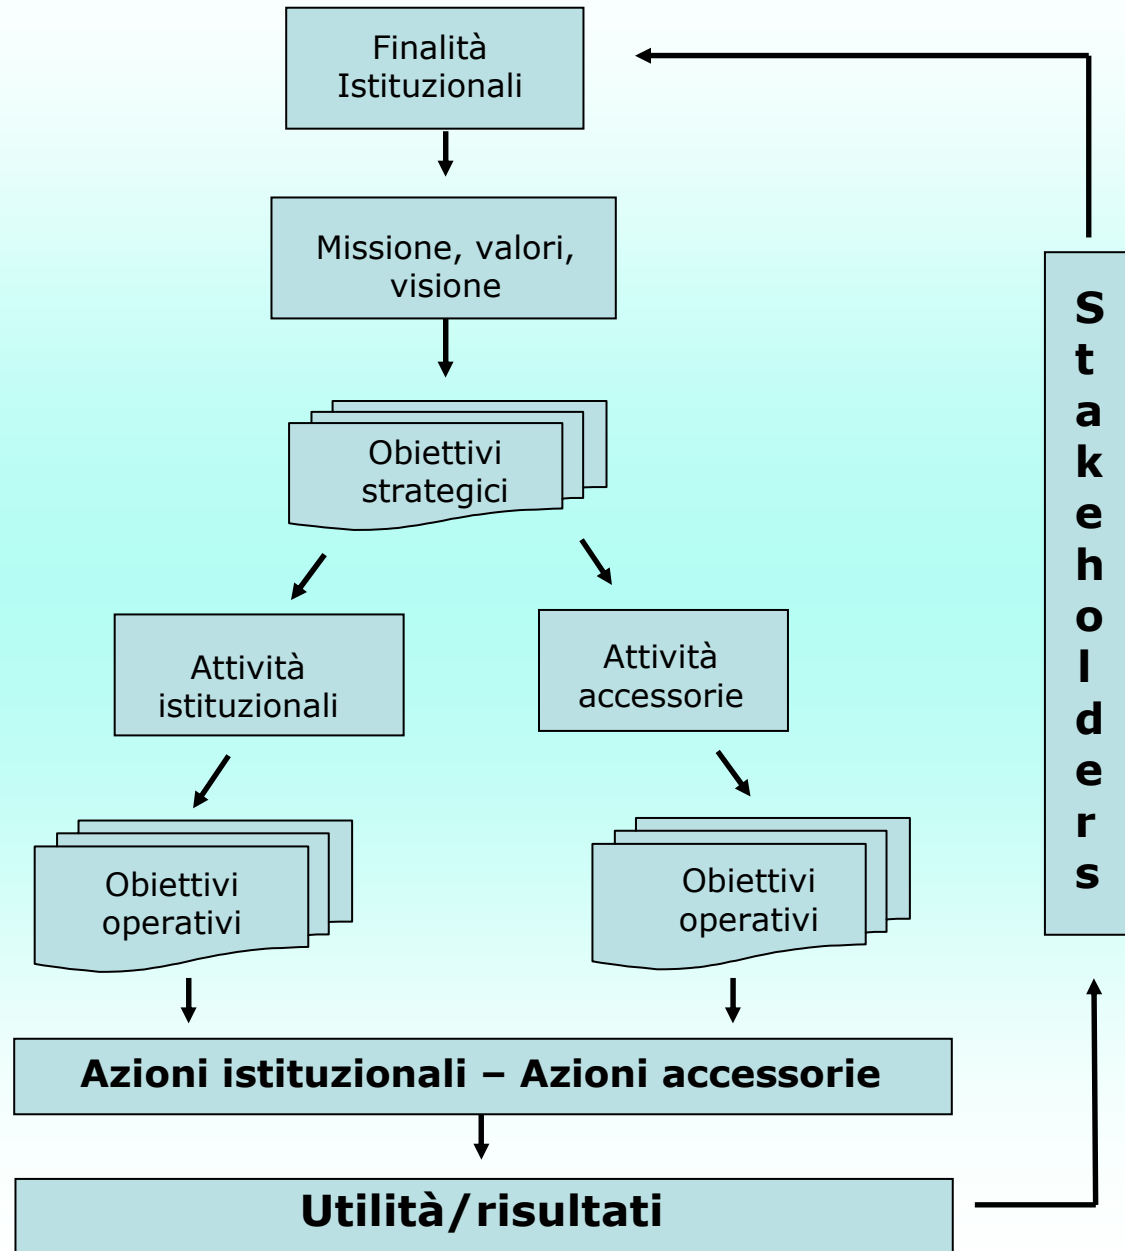 Finalità
Istituzionali
Missione, valori,
visione
Obiettivi
strategici
Attività
istituzionali
Attività
accessorie
Obiettivi
operativi
Obiettivi
operativi
Azioni istituzionali – Azioni accessorie
Utilità/risultati
Stakeholders